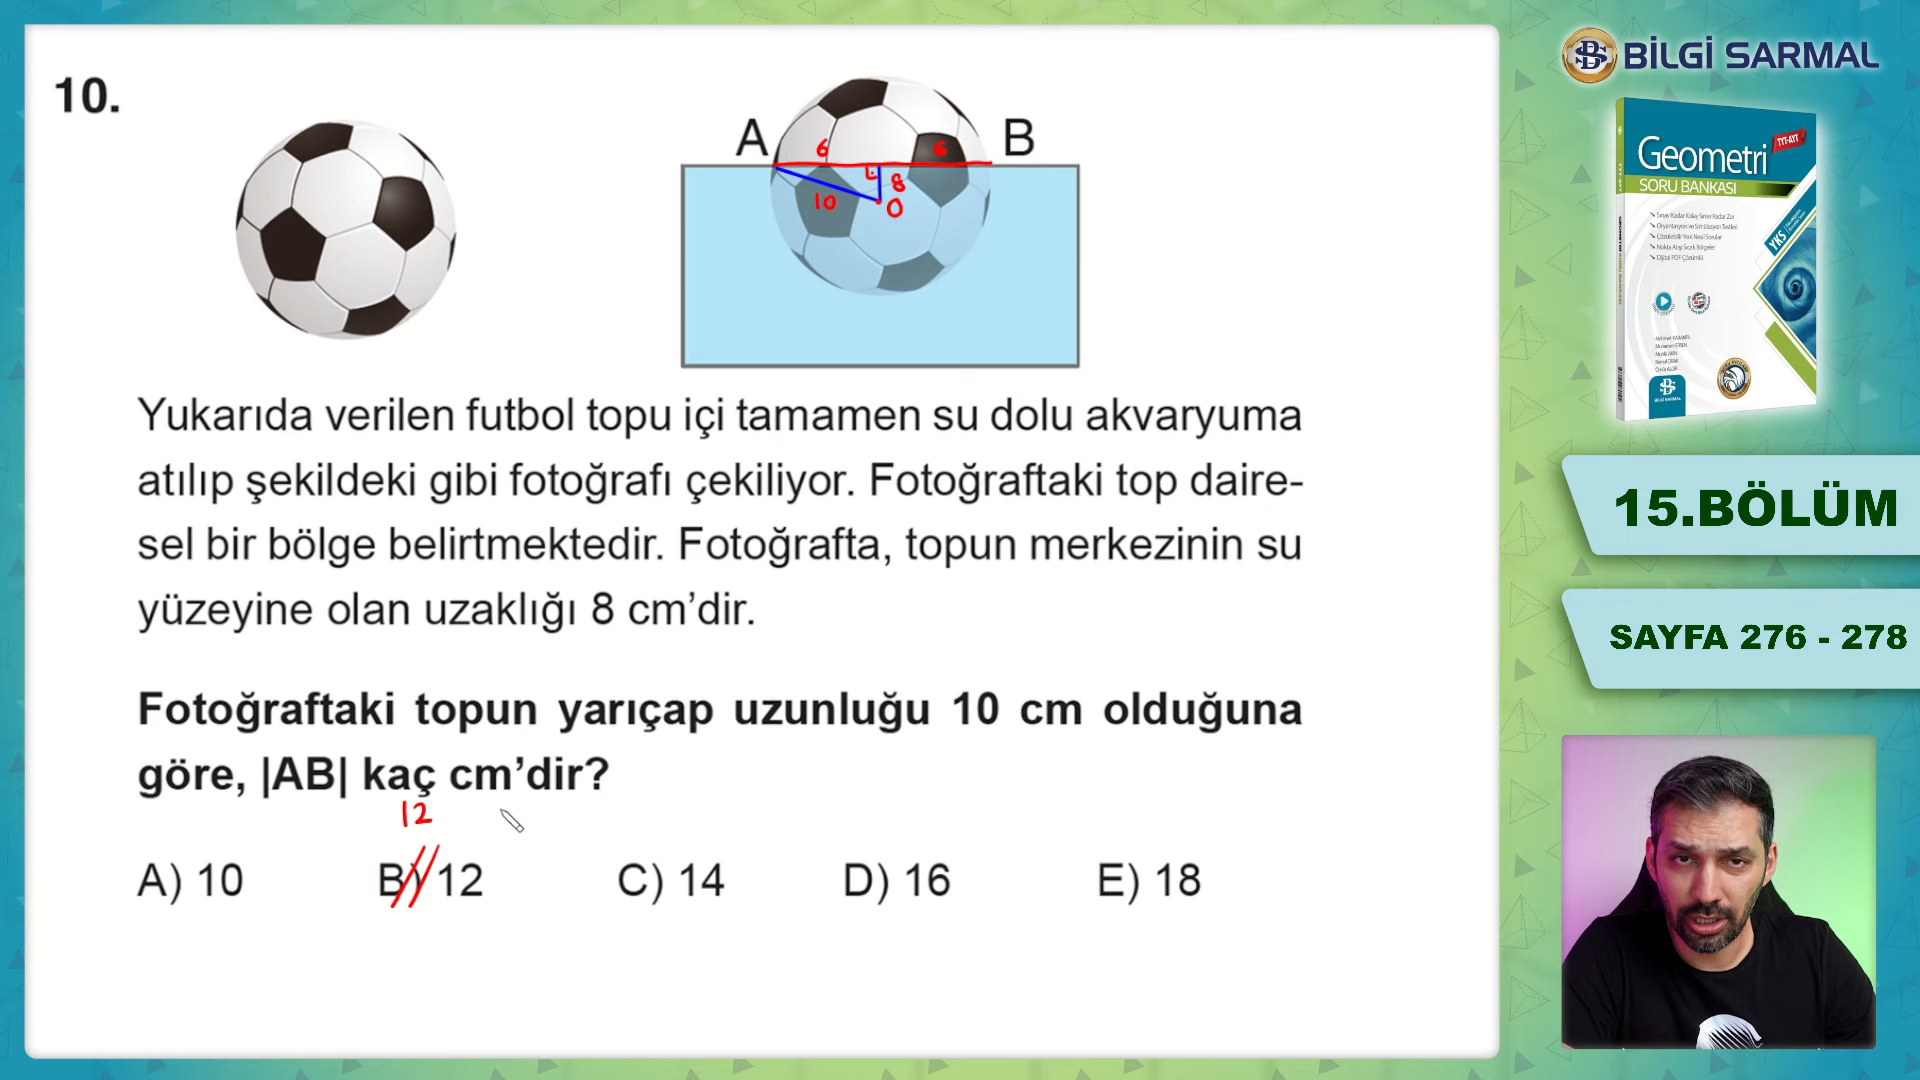 10.
A
B
6
6
8
10
O
Yukarıda verilen futbol topu içi tamamen su dolu akvaryuma
atılıp şekildeki gibi fotoğrafı çekiliyor. Fotoğraftaki top daire-
sel bir bölge belirtmektedir. Fotoğrafta, topun merkezinin su
yüzeyine olan uzaklığı 8 cm’dir.
Fotoğraftaki topun yarıçap uzunluğu 10 cm olduğuna
göre, |AB| kaç cm’dir?
12
A) 10
B) 12
C) 14
D) 16
E) 18
BİLGİ SARMAL
Geometri
TYT-AYT
SORU BANKASI
YKS
15.BÖLÜM
SAYFA 276 - 278